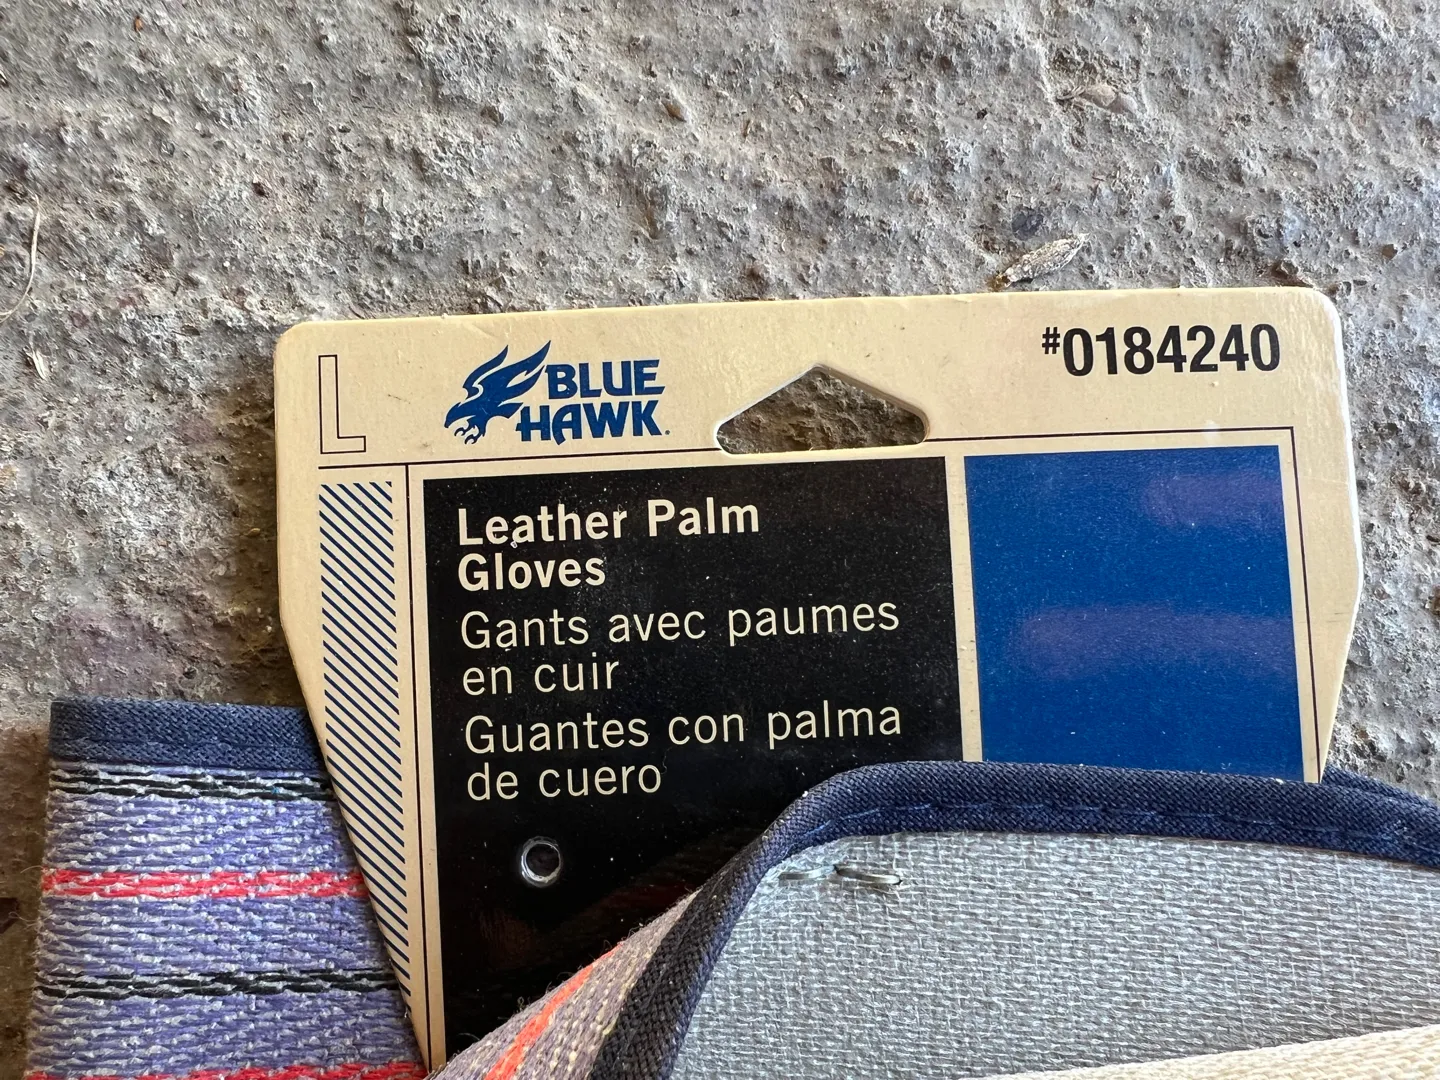 L
BLUE
HAWK.
#0184240
Leather Palm
Gloves
Gants avec paumes
en cuir
Guantes con palma
de cuero